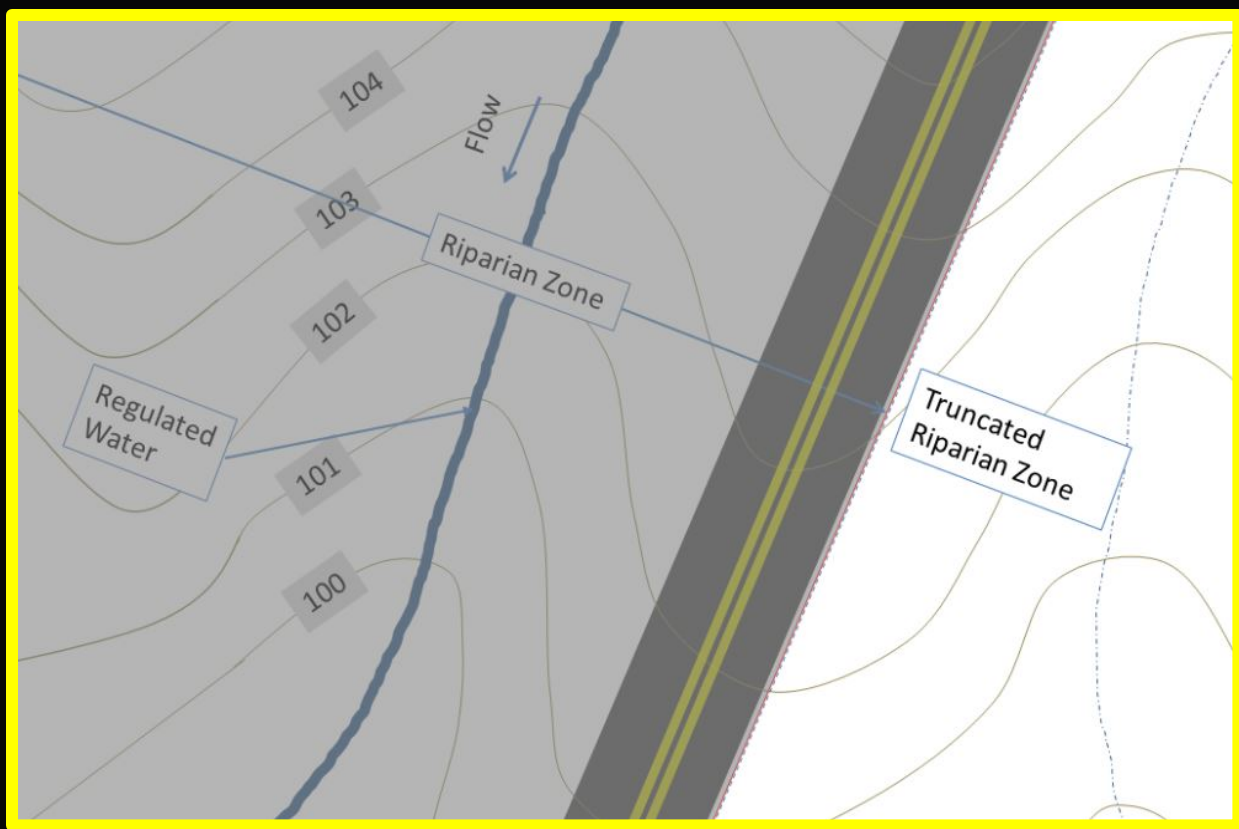 104
Flow
103
Riparian Zone
102
Regulated
Water
Truncated
Riparian Zone
101
100